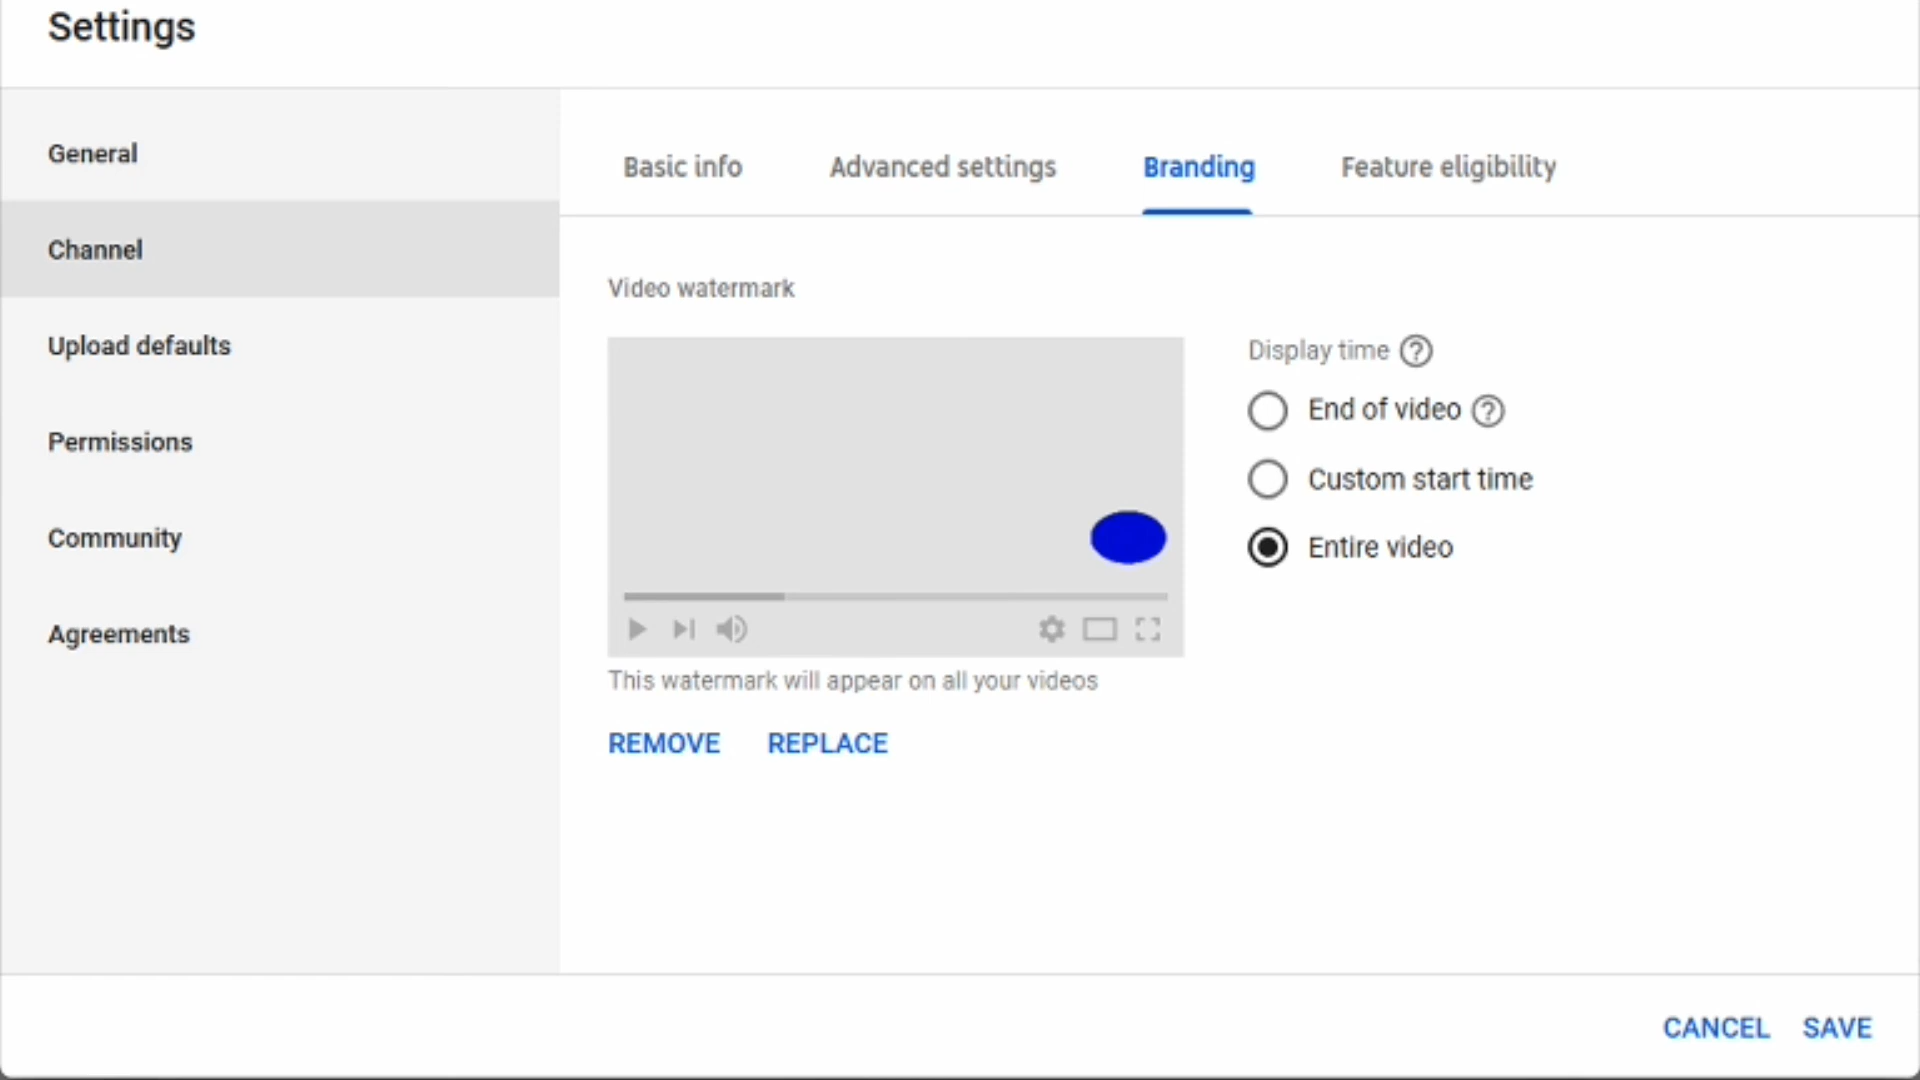 Settings
General
Channel
Upload defaults
Permissions
Community
Agreements
Basic info
Advanced settings
Branding
Feature eligibility
Video watermark
Display time ?
End of video ?
Custom start time
Entire video
This watermark will appear on all your videos
REMOVE
REPLACE
CANCEL
SAVE